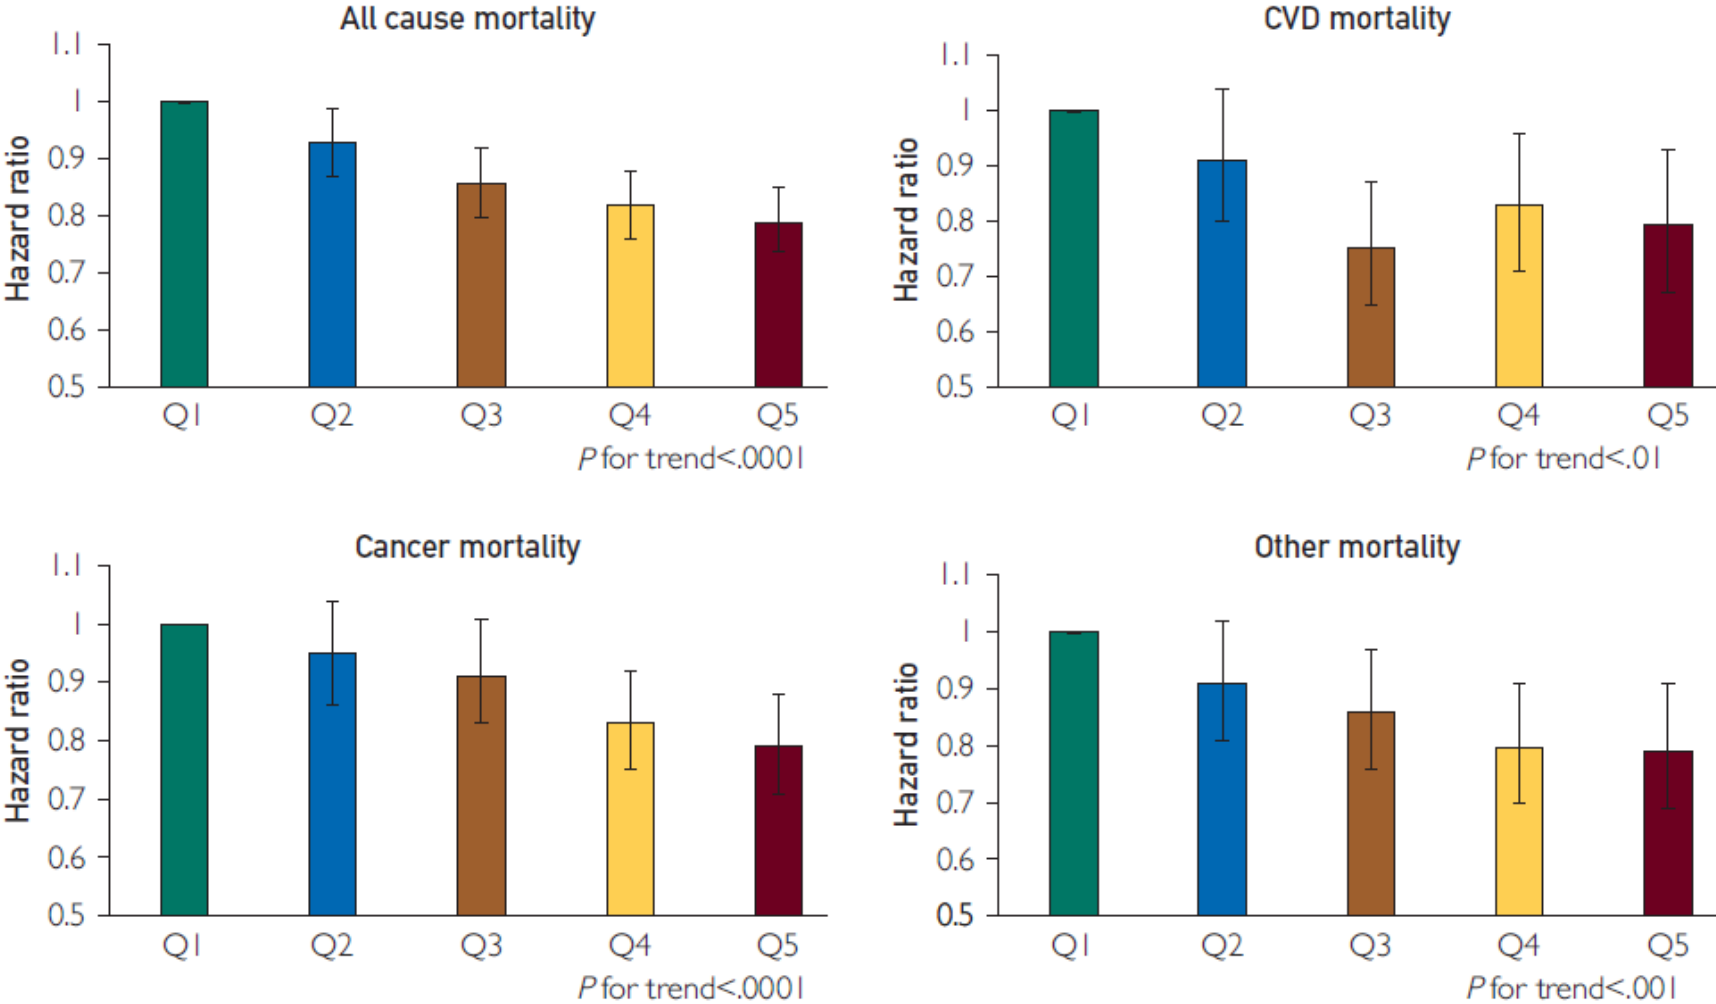 All cause mortality
Hazard ratio
1.1
1
0.9
0.8
0.7
0.6
0.5
Q1 Q2 Q3 Q4 Q5
P for trend<.0001
CVD mortality
Hazard ratio
1.1
1
0.9
0.8
0.7
0.6
0.5
Q1 Q2 Q3 Q4 Q5
P for trend<.01
Cancer mortality
Hazard ratio
1.1
1
0.9
0.8
0.7
0.6
0.5
Q1 Q2 Q3 Q4 Q5
P for trend<.0001
Other mortality
Hazard ratio
1.1
1
0.9
0.8
0.7
0.6
0.5
Q1 Q2 Q3 Q4 Q5
P for trend<.001